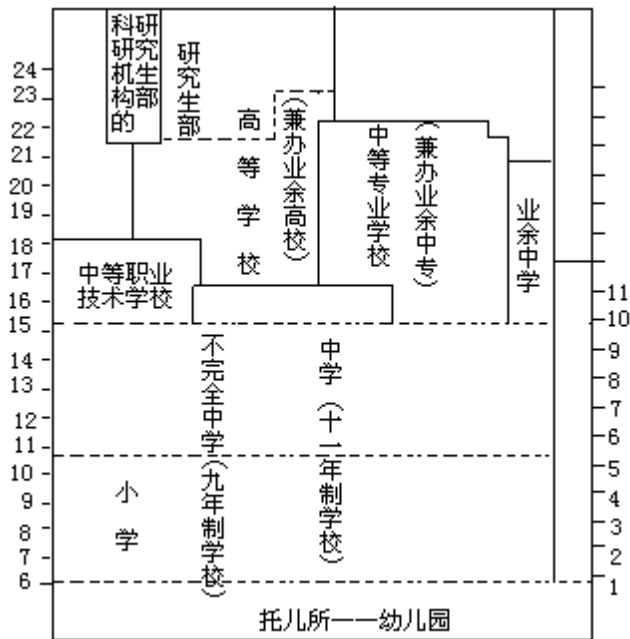 科研机构的
研究生部
研究生部
高等学校
（兼办业余高校）
中等专业学校
（兼办业余中专）
业余中学
中等职业
技术学校
不完全中学（九年制学校）
中学（十一年制学校）
小学
托儿所——幼儿园
24
23
22
21
20
19
18
17
16
15
14
13
12
11
10
9
8
7
6
11
10
9
8
7
6
5
4
3
2
1